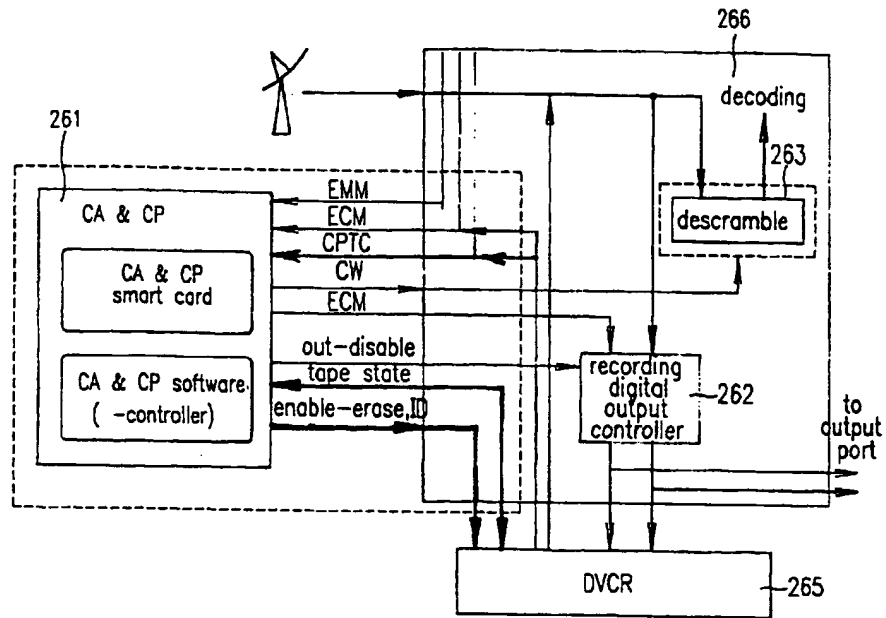 266
decoding
261
263
EMM
CA & CP
ECM
descramble
CPTC
CA & CP
smart card
CW
ECM
out-disable
CA & CP software.
( -controller)
tape state
recording
digital
output
controller
262
enable-erase,ID
to
output
port
DVCR
265